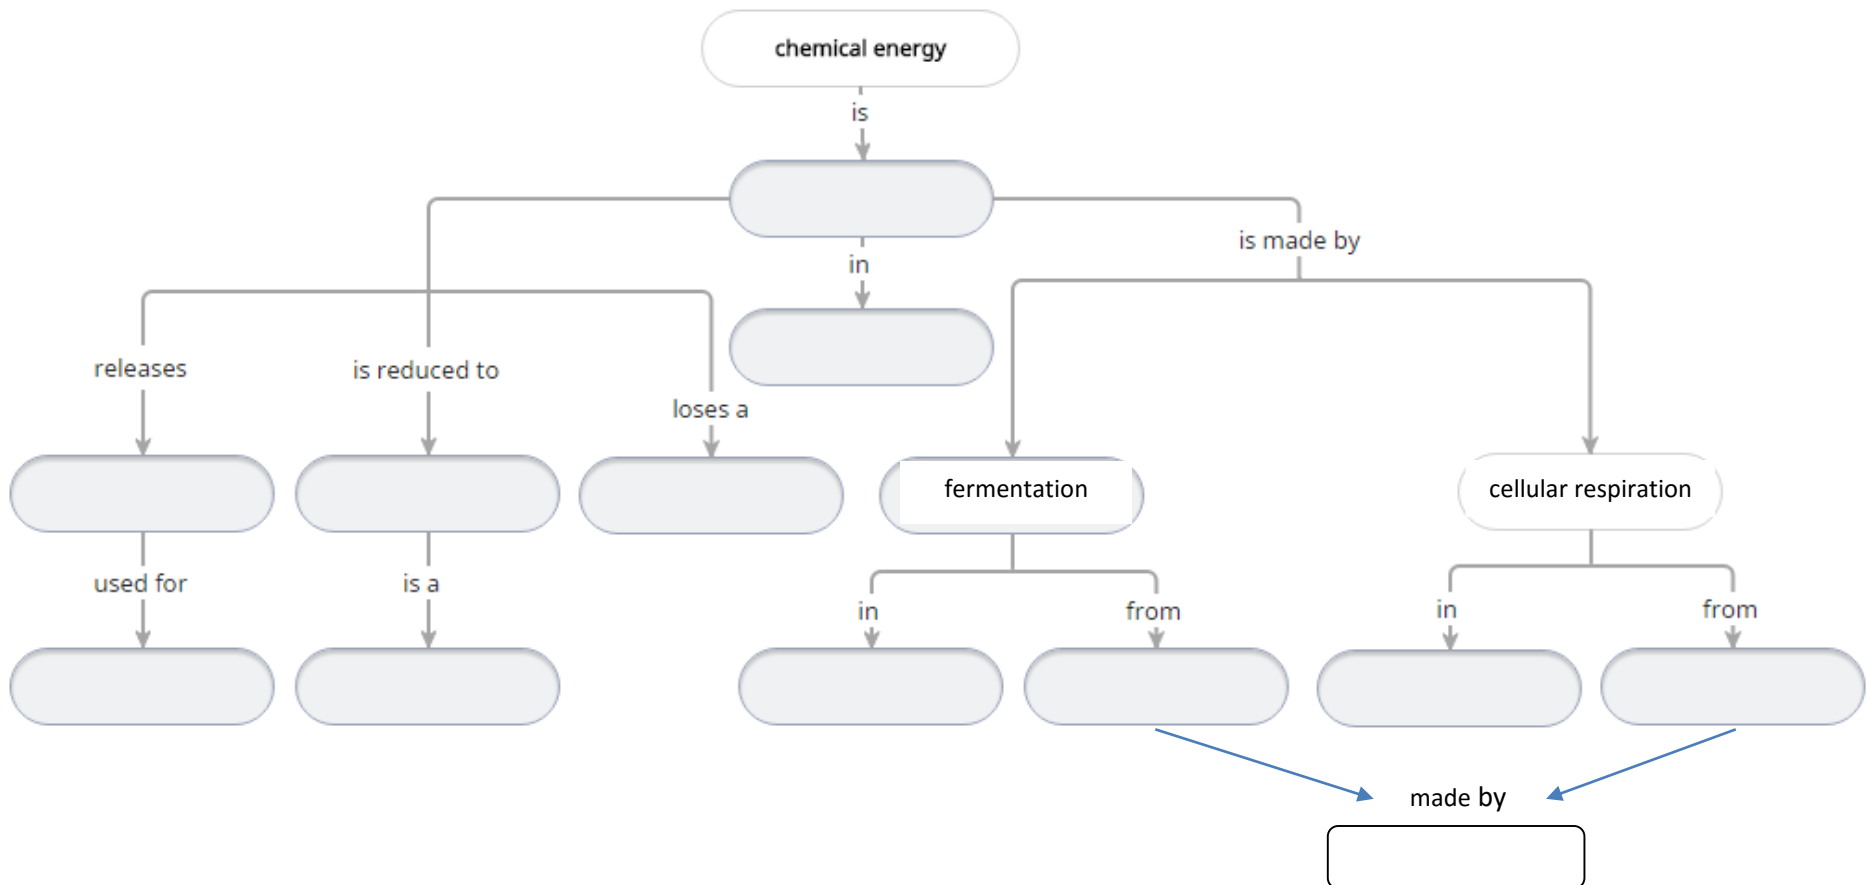 chemical energy
is
is made by
in
releases
is reduced to
loses a
fermentation
cellular respiration
used for
is a
in
from
in
from
made by